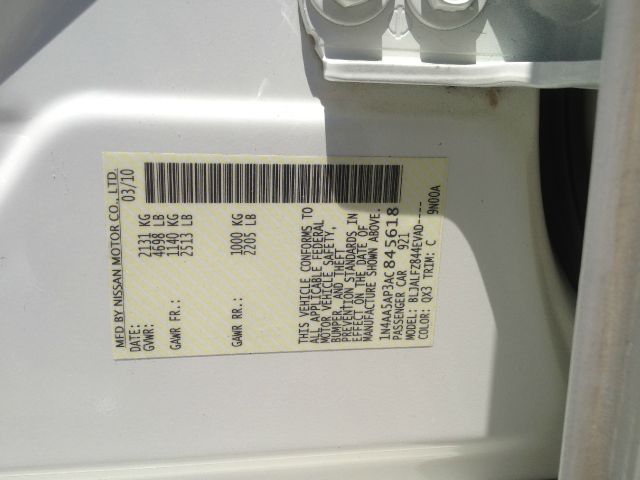 MFD BY NISSAN MOTOR CO., LTD.
DATE: 03/10
GVWR: 2131 KG
4698 LB
GAWR FR.: 1140 KG
2513 LB
GAWR RR.: 1000 KG
2205 LB
THIS VEHICLE CONFORMS TO
ALL APPLICABLE FEDERAL
MOTOR VEHICLE SAFETY,
BUMPER, AND THEFT
PREVENTION STANDARDS IN
EFFECT ON THE DATE OF
MANUFACTURE SHOWN ABOVE.
1N4AA5AP3AC845618
PASSENGER CAR 921
MODEL: BLJALFZ844EVAD----
COLOR: QX3 TRIM: C 9N00A